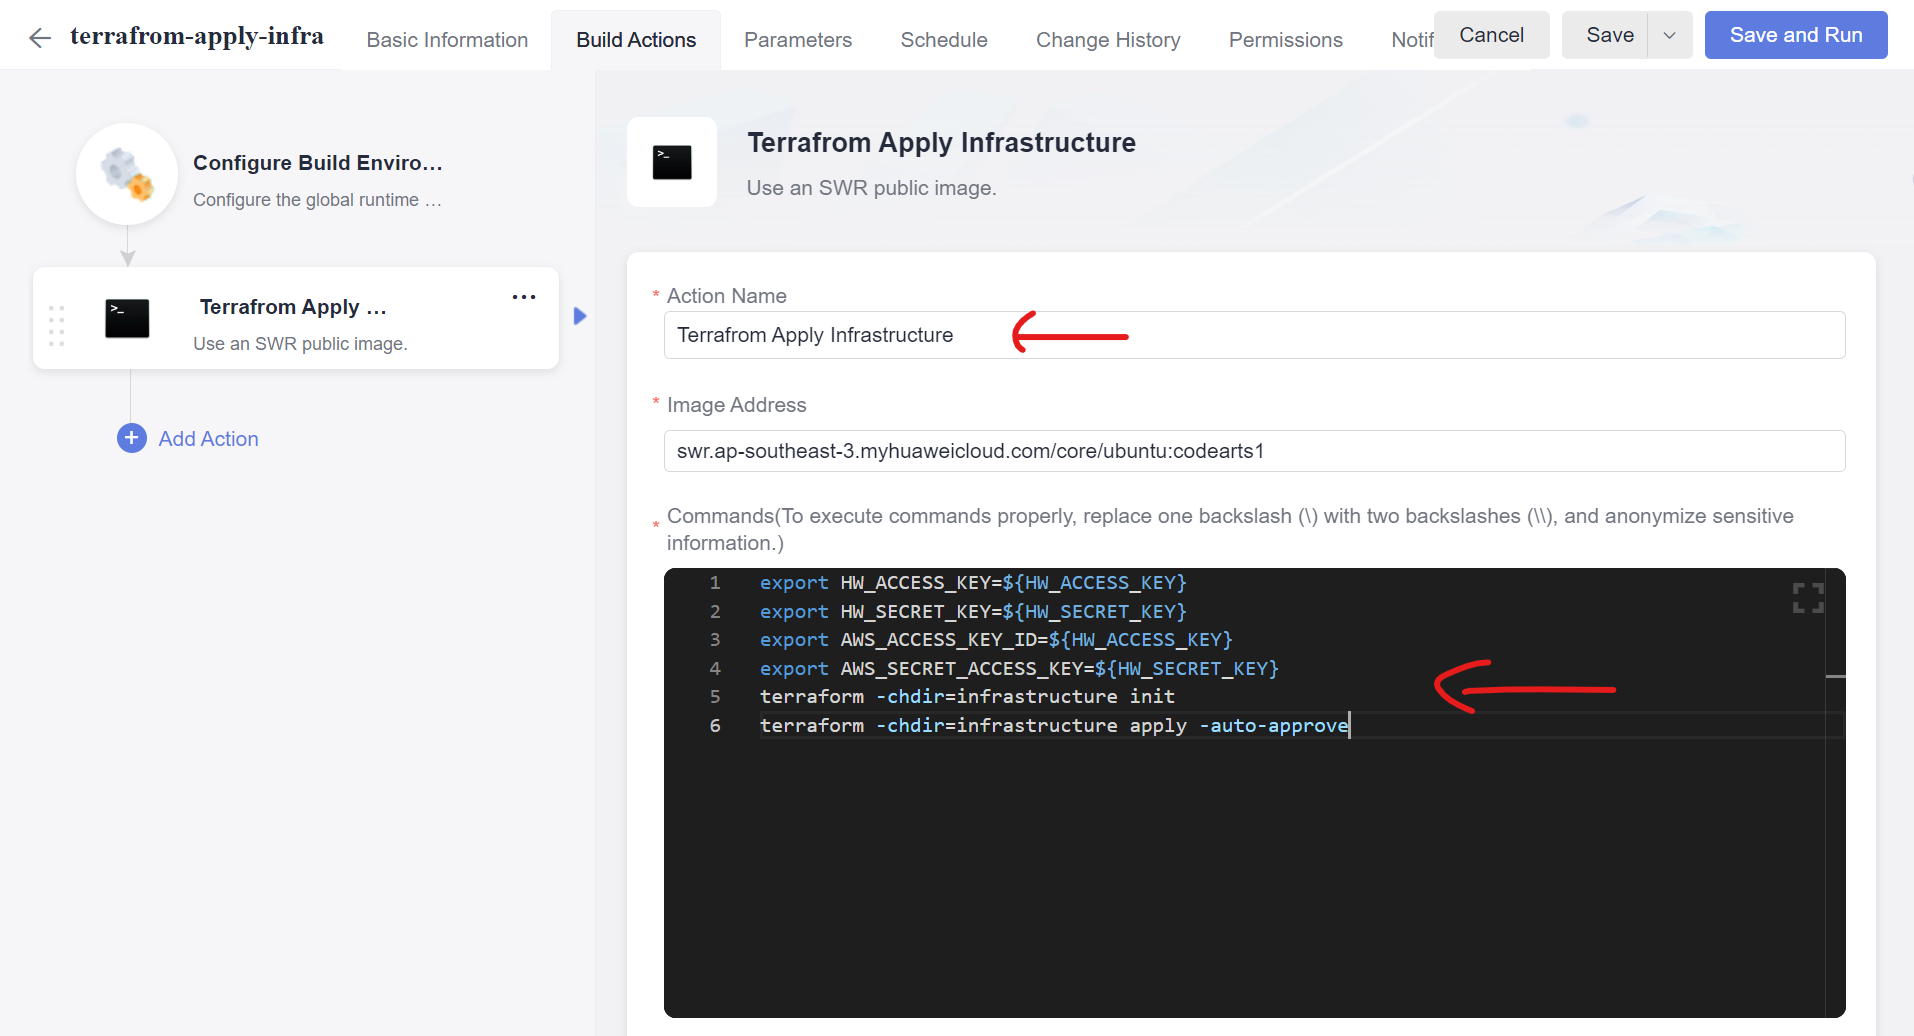 terrafrom-apply-infra
Basic Information
Build Actions
Parameters
Schedule
Change History
Permissions
Notif
Cancel
Save
Save and Run
Configure Build Enviro...
Configure the global runtime ...
>_
Terrafrom Apply ...
Use an SWR public image.
Add Action
>_
Terrafrom Apply Infrastructure
Use an SWR public image.
* Action Name
Terrafrom Apply Infrastructure
* Image Address
swr.ap-southeast-3.myhuaweicloud.com/core/ubuntu:codearts1
* Commands(To execute commands properly, replace one backslash (\) with two backslashes (\\), and anonymize sensitive
information.)
1 export HW_ACCESS_KEY=${HW_ACCESS_KEY}
2 export HW_SECRET_KEY=${HW_SECRET_KEY}
3 export AWS_ACCESS_KEY_ID=${HW_ACCESS_KEY}
4 export AWS_SECRET_ACCESS_KEY=${HW_SECRET_KEY}
5 terraform -chdir=infrastructure init
6 terraform -chdir=infrastructure apply -auto-approve